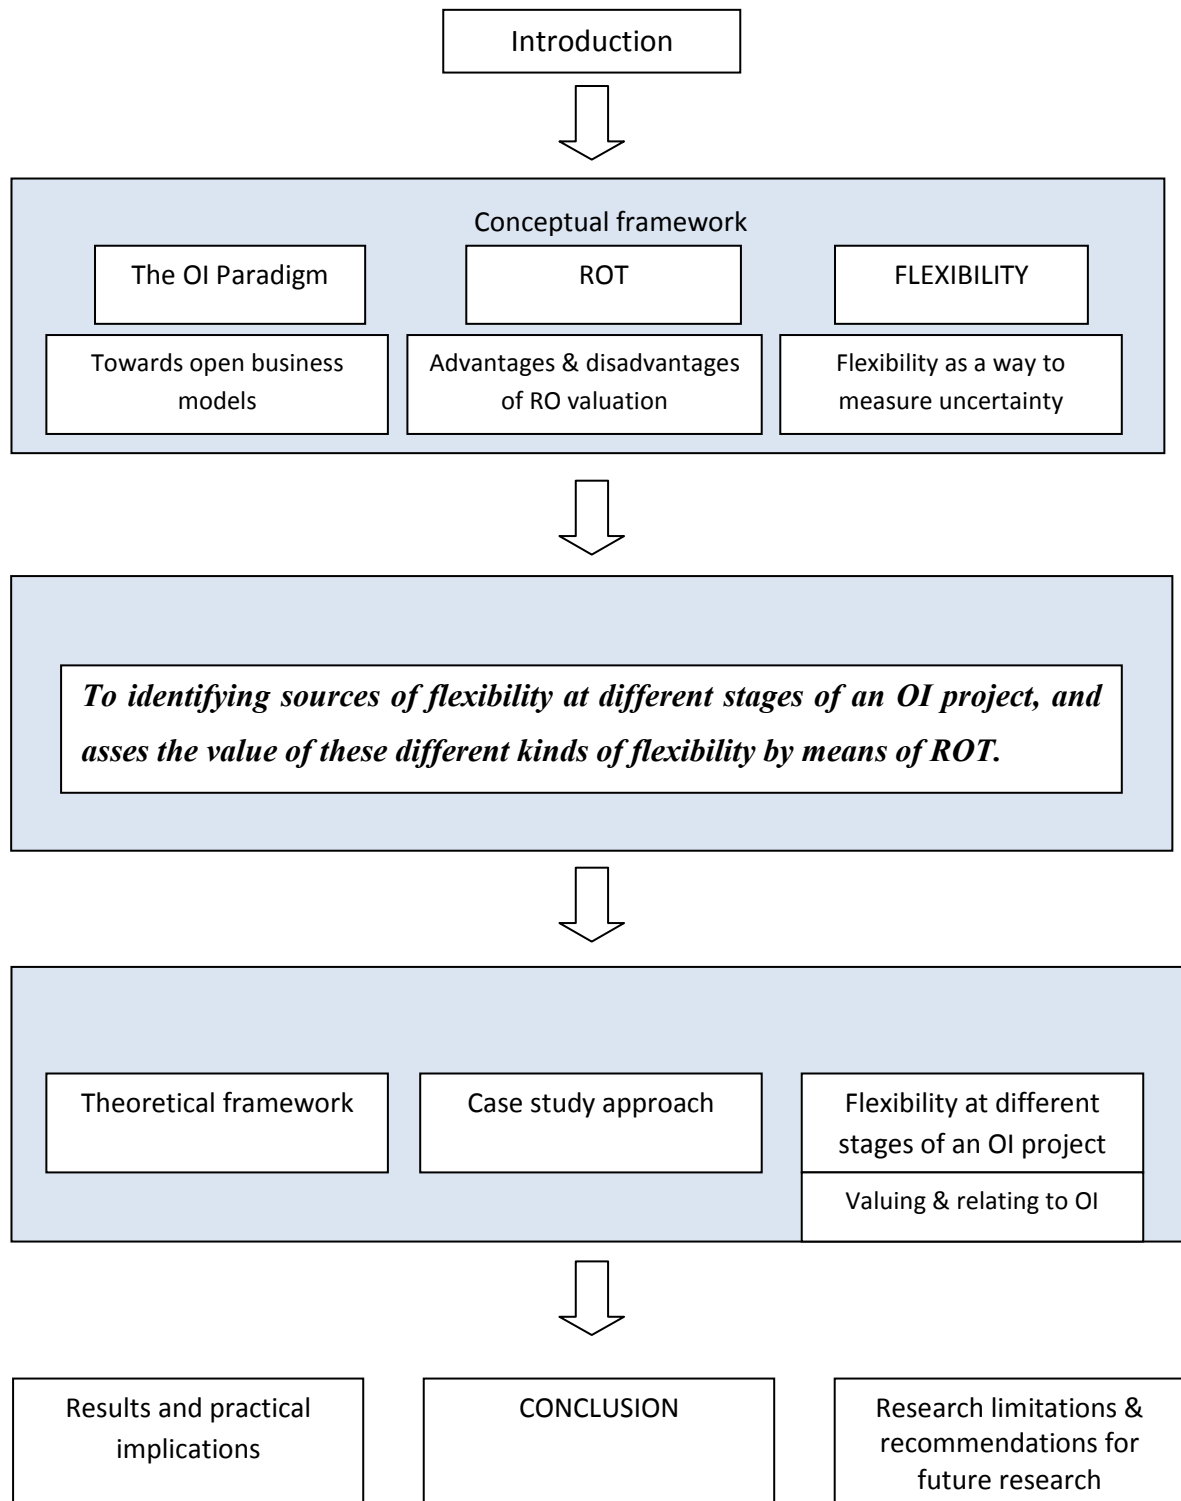 Introduction
Conceptual framework
The OI Paradigm
ROT
FLEXIBILITY
Towards open business
models
Advantages & disadvantages
of RO valuation
Flexibility as a way to
measure uncertainty
To identifying sources of flexibility at different stages of an OI project, and
asses the value of these different kinds of flexibility by means of ROT.
Theoretical framework
Case study approach
Flexibility at different
stages of an OI project
Valuing & relating to OI
Results and practical
implications
CONCLUSION
Research limitations &
recommendations for
future research